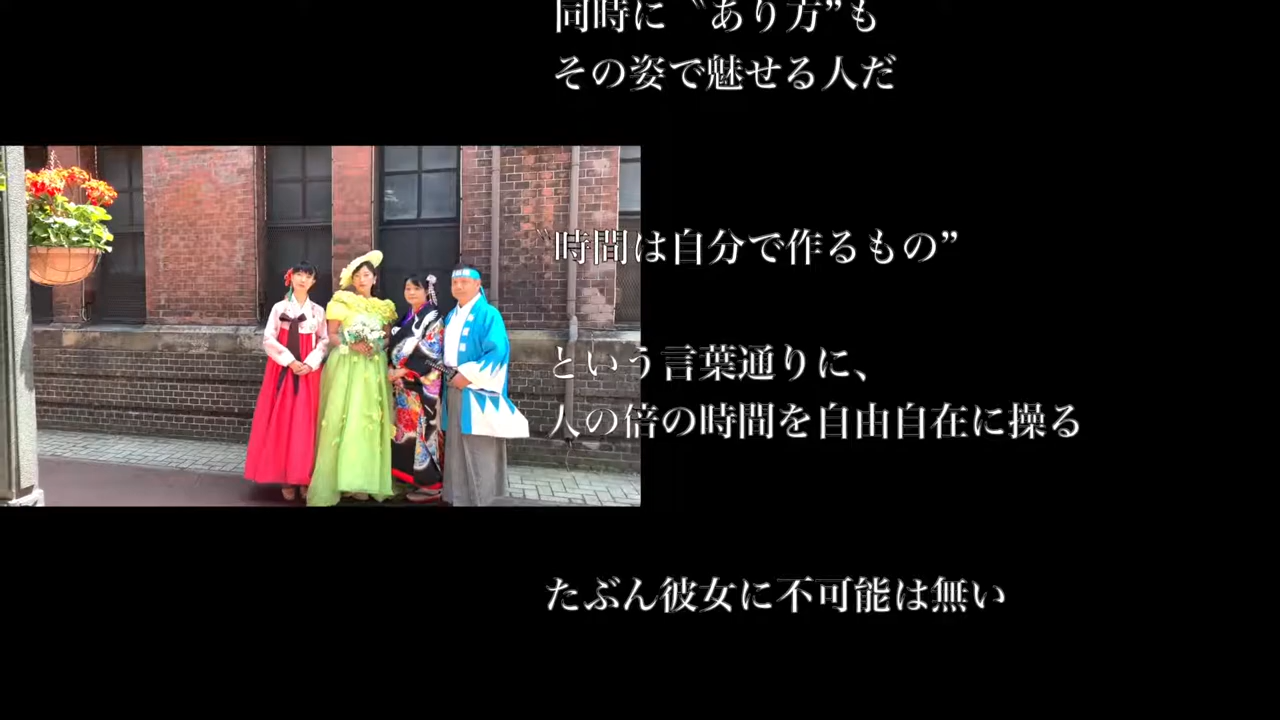 同時に〝あり方”も
その姿で魅せる人だ
〝時間は自分で作るもの”
という言葉通りに、
人の倍の時間を自由自在に操る
たぶん彼女に不可能は無い